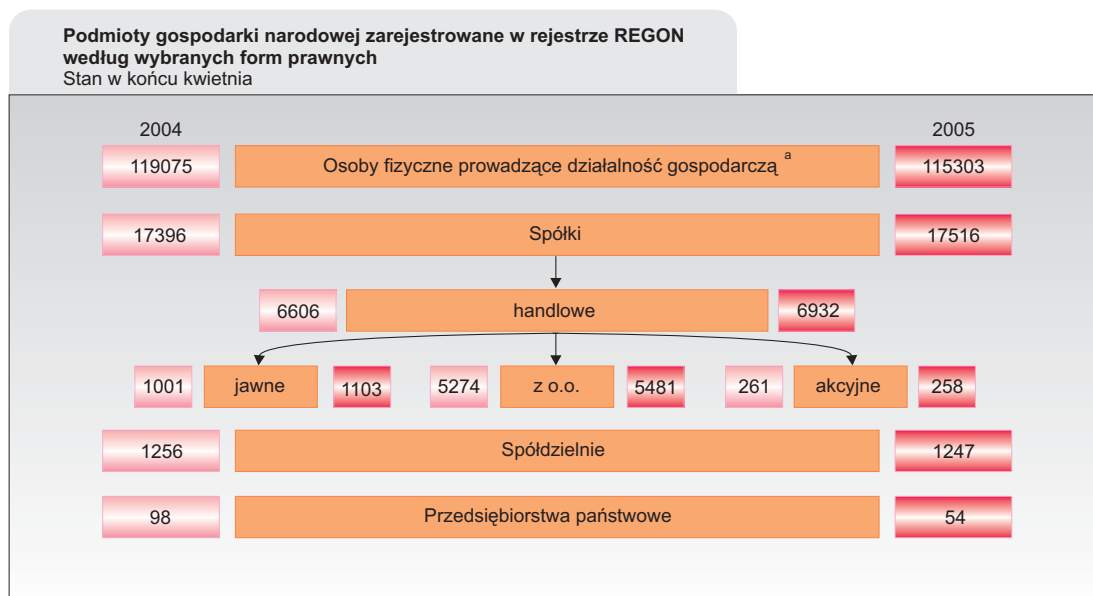 Podmioty gospodarki narodowej zarejestrowane w rejestrze REGON
według wybranych form prawnych
Stan w końcu kwietnia
2004 2005
119075 Osoby fizyczne prowadzące działalność gospodarczą a 115303
17396 Spółki 17516
6606 handlowe 6932
1001 jawne 1103 5274 z o.o. 5481 261 akcyjne 258
1256 Spółdzielnie 1247
98 Przedsiębiorstwa państwowe 54